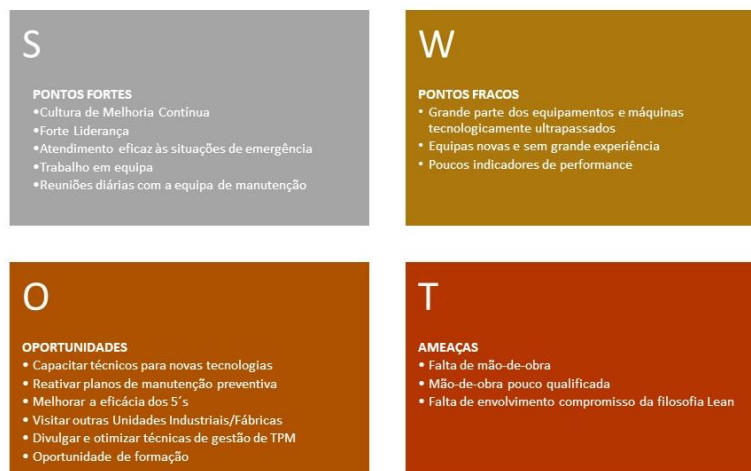 S
PONTOS FORTES
•Cultura de Melhoria Contínua
•Forte Liderança
•Atendimento eficaz às situações de emergência
•Trabalho em equipa
•Reuniões diárias com a equipa de manutenção
W
PONTOS FRACOS
• Grande parte dos equipamentos e máquinas
tecnologicamente ultrapassados
• Equipas novas e sem grande experiência
• Poucos indicadores de performance
O
OPORTUNIDADES
• Capacitar técnicos para novas tecnologias
• Reativar planos de manutenção preventiva
• Melhorar a eficácia dos 5´s
• Visitar outras Unidades Industriais/Fábricas
• Divulgar e otimizar técnicas de gestão de TPM
• Oportunidade de formação
T
AMEAÇAS
• Falta de mão-de-obra
• Mão-de-obra pouco qualificada
• Falta de envolvimento compromisso da filosofia Lean